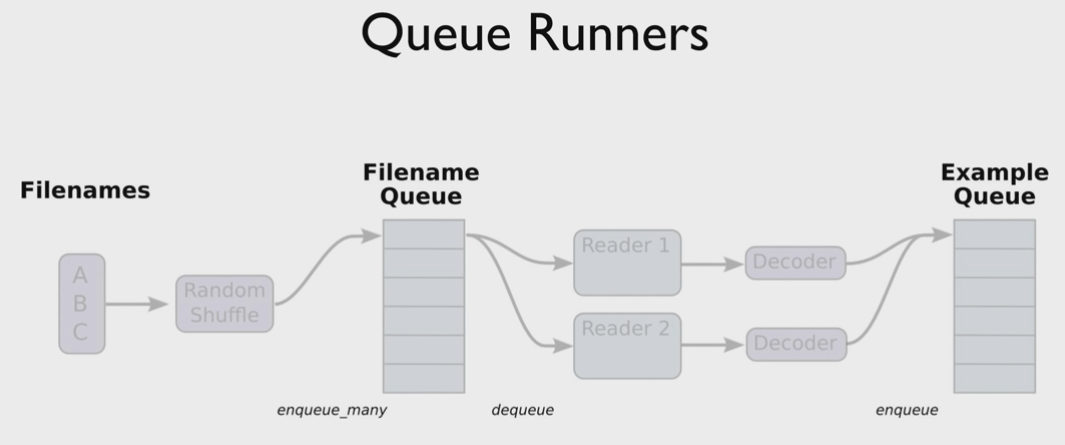 Queue Runners
Filenames
Filename
Queue
Example
Queue
A
B
C
Random
Shuffle
Reader 1
Decoder
Reader 2
Decoder
enqueue_many
dequeue
enqueue